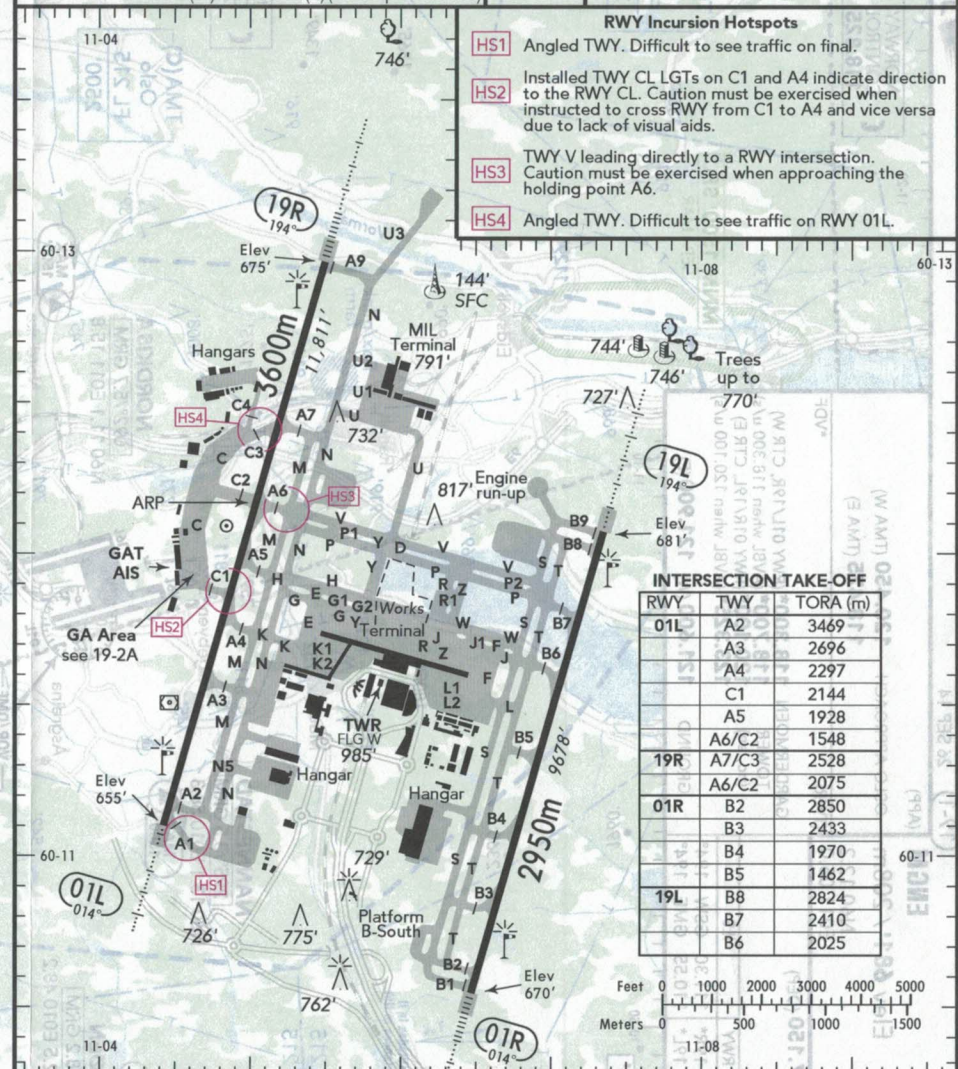 11-04
746'
RWY Incursion Hotspots
HS1 Angled TWY. Difficult to see traffic on final.
HS2 Installed TWY CL LGTs on C1 and A4 indicate direction
to the RWY CL. Caution must be exercised when
instructed to cross RWY from C1 to A4 and vice versa
due to lack of visual aids.
HS3 TWY V leading directly to a RWY intersection.
Caution must be exercised when approaching the
holding point A6.
HS4 Angled TWY. Difficult to see traffic on RWY 01L.
19R
194°
U3
60-13
Elev
675'
A9
11-08
60-13
144'
SFC
N
3600m
11,811'
MIL
Terminal
791'
Hangars
U2
U1
744'
746'
Trees
up to
770'
727'
C4
HS4
A7
U
732'
C3
C
N
M
U
19L
194°
C2
A6
HS3
Engine
run-up
817'
ARP
B9
Elev
681'
V
P1
B8
C
M
N
P
Y
D
V
S
T
GAT
AIS
A5
Y
P
V
C1
H
H
R
Z
P2
INTERSECTION TAKE-OFF
E
G1
R1
P
G
G2
Works
B7
GA Area
see 19-2A
HS2
G
Y
Terminal
W
S
A4
E
T
K
J
J1
F
W
T
M
N
K
K1
R
Z
J
B6
K2
F
A3
L1
L2
L
M
TWR
FLG W
985'
B5
9678'
N5
Hangar
S
Elev
655'
A2
N
Hangar
T
B4
2950m
A1
60-11
60-11
HS1
729'
S
T
01L
014°
B3
726'
775'
Platform
B-South
T
B2
762'
B1
Elev
670'
01R
014°
RWY TWY TORA (m)
01L A2 3469
A3 2696
A4 2297
C1 2144
A5 1928
A6/C2 1548
19R A7/C3 2528
A6/C2 2075
01R B2 2850
B3 2433
B4 1970
B5 1462
19L B8 2824
B7 2410
B6 2025
Feet 0 1000 2000 3000 4000 5000
Meters 0 500 1000 1500
11-04
11-08